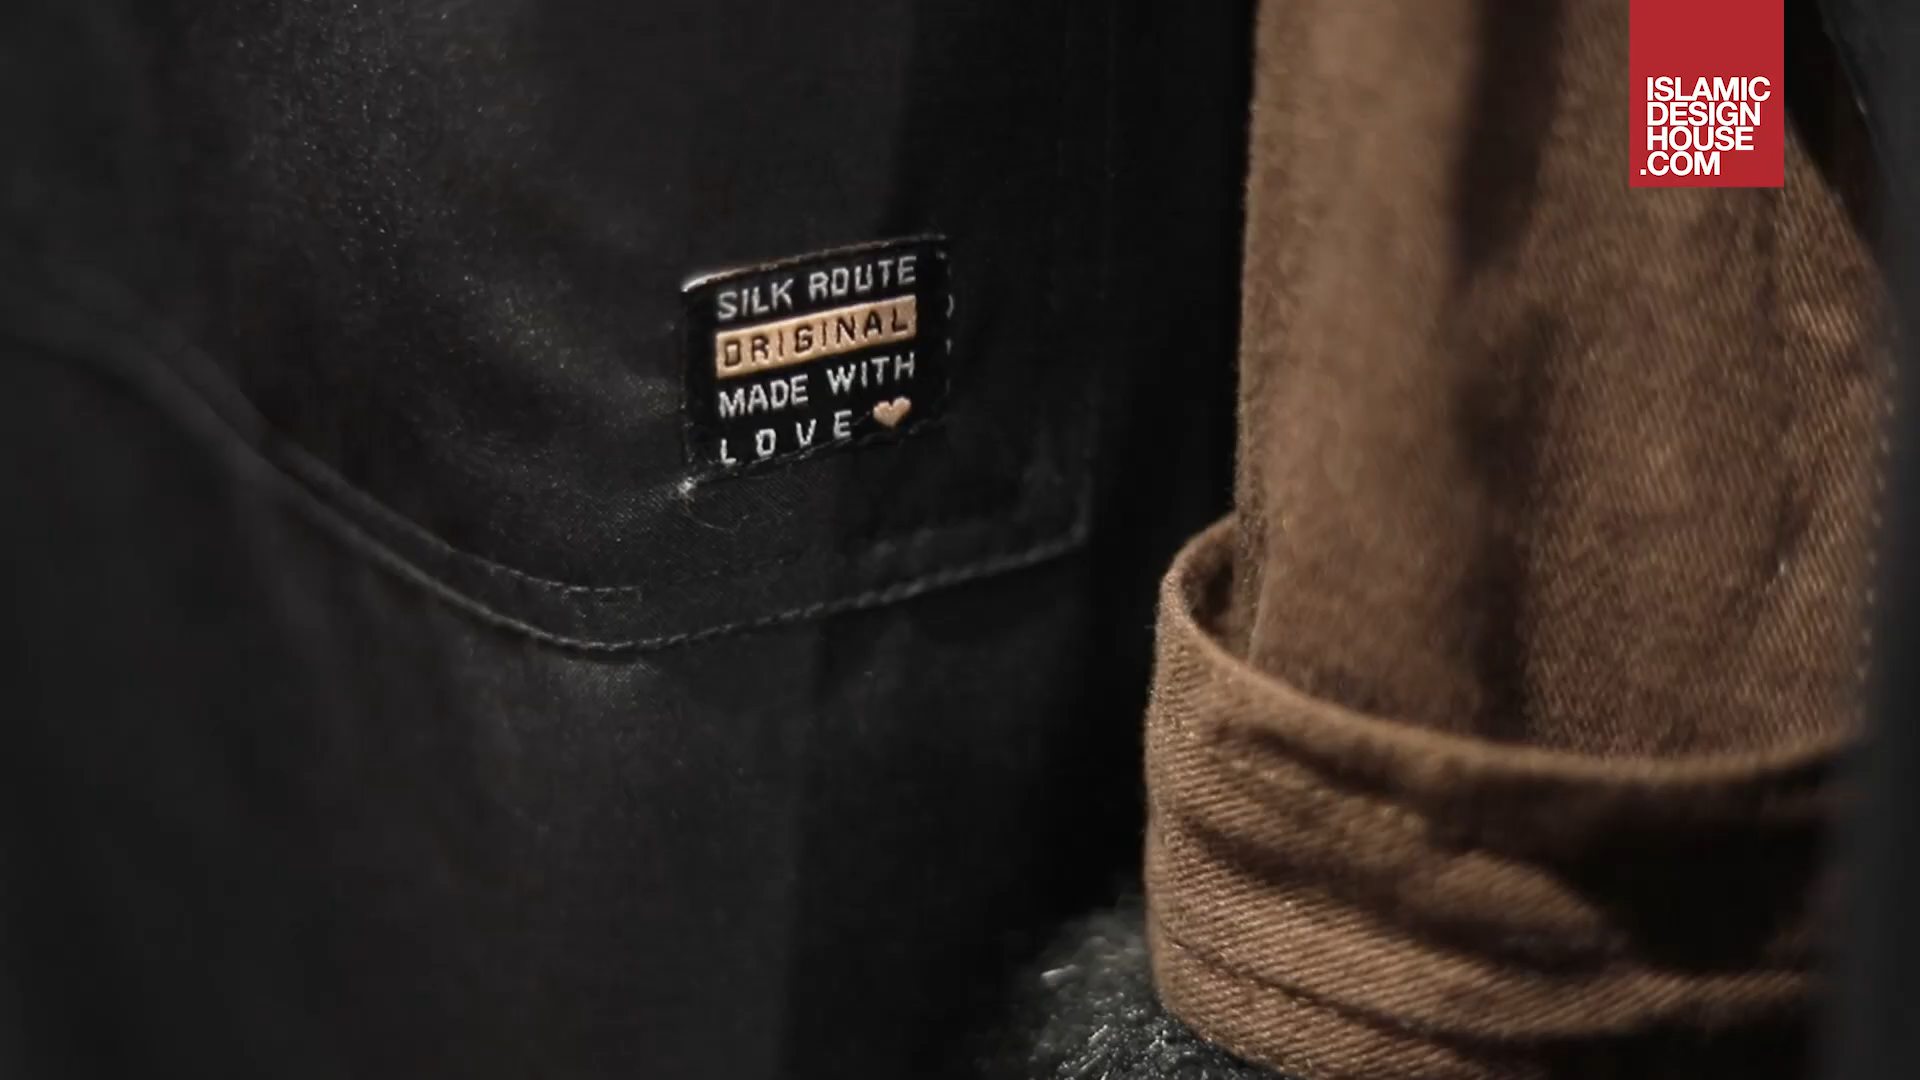 SILK ROUTE
ORIGINAL
MADE WITH
LOVE
ISLAMIC
DESIGN
HOUSE
.COM